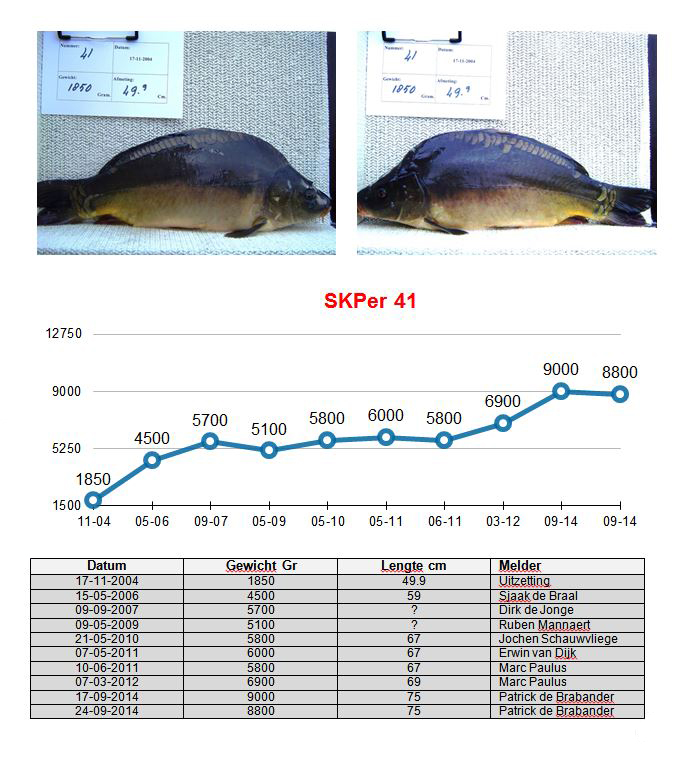 Nummer: Datum:
41 17-11-2004
Gewicht: Afmeting:
1850 Gram. 49.9 Cm.
Nummer: Datum:
41 17-11-2004
Gewicht: Afmeting:
1850 Gram. 49.9 Cm.
SKPer 41
12750
9000
5250
1500
1850 4500 5700 5100 5800 6000 5800 6900 9000 8800
11-04 05-06 09-07 05-09 05-10 05-11 06-11 03-12 09-14 09-14
Datum Gewicht Gr Lengte cm Melder
17-11-2004 1850 49.9 Uitzetting
15-05-2006 4500 59 Sjaak de Braal
09-09-2007 5700 ? Dirk de Jonge
09-05-2009 5100 ? Ruben Mannaert
21-05-2010 5800 67 Jochen Schauwvliege
07-05-2011 6000 67 Erwin van Dijk
10-06-2011 5800 67 Marc Paulus
07-03-2012 6900 69 Marc Paulus
17-09-2014 9000 75 Patrick de Brabander
24-09-2014 8800 75 Patrick de Brabander